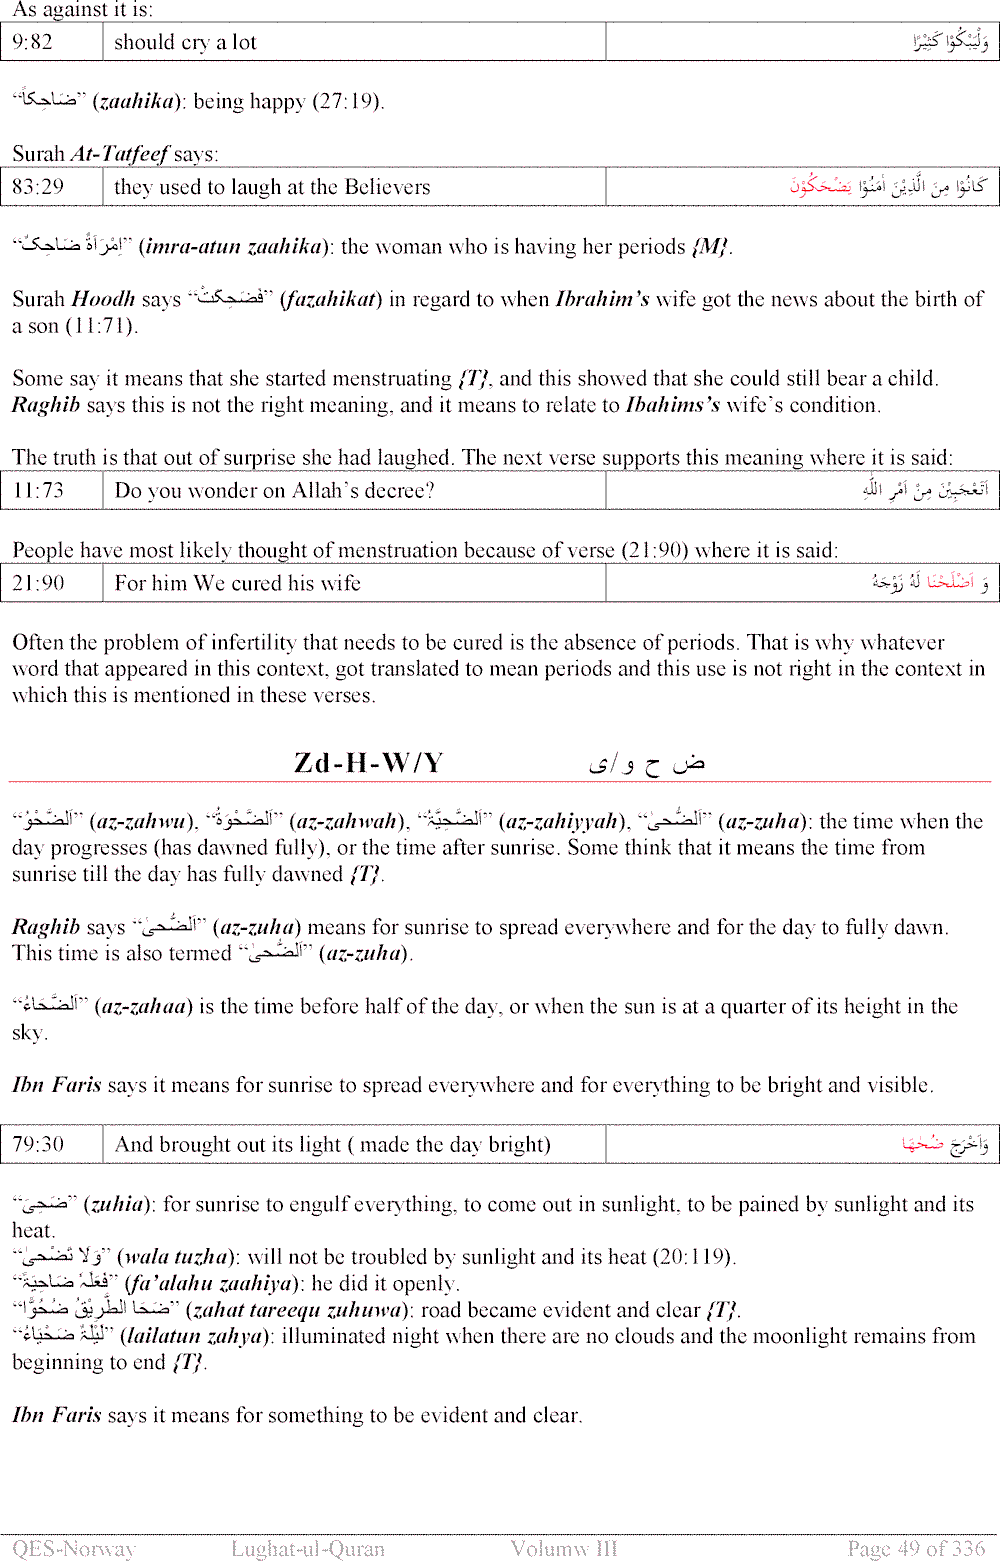 As against it is:
9:82 should cry a lot وَلْيَبْكُوْا كَثِيْرًا
“ضَاحِكاً” (zaahika): being happy (27:19).
Surah At-Tatfeef says:
83:29 they used to laugh at the Believers كَانُوْا مِنَ الَّذِيْنَ اٰمَنُوْا يَضْحَكُوْنَ
“اِمْرَاَةٌ ضَاحِكٌ” (imra-atun zaahika): the woman who is having her periods {M}.
Surah Hoodh says “فَضَحِكَتْ” (fazahikat) in regard to when Ibrahim’s wife got the news about the birth of
a son (11:71).
Some say it means that she started menstruating {T}, and this showed that she could still bear a child.
Raghib says this is not the right meaning, and it means to relate to Ibahims’s wife’s condition.
The truth is that out of surprise she had laughed. The next verse supports this meaning where it is said:
11:73 Do you wonder on Allah’s decree? اَتَعْجَبِيْنَ مِنْ اَمْرِ اللّٰهِ
People have most likely thought of menstruation because of verse (21:90) where it is said:
21:90 For him We cured his wife وَ اَصْلَحْنَا لَهُ زَوْجَهُ
Often the problem of infertility that needs to be cured is the absence of periods. That is why whatever
word that appeared in this context, got translated to mean periods and this use is not right in the context in
which this is mentioned in these verses.
Zd-H-W/Y ض ح و/ى
“اَلضَّحْوُ” (az-zahwu), “اَلضَّحْوَةُ” (az-zahwah), “اَلضَّحِيَّةُ” (az-zahiyyah), “اَلضُّحىٰ” (az-zuha): the time when the
day progresses (has dawned fully), or the time after sunrise. Some think that it means the time from
sunrise till the day has fully dawned {T}.
Raghib says “اَلضُّحىٰ” (az-zuha) means for sunrise to spread everywhere and for the day to fully dawn.
This time is also termed “اَلضُّحىٰ” (az-zuha).
“اَلضَّحَاءُ” (az-zahaa) is the time before half of the day, or when the sun is at a quarter of its height in the
sky.
Ibn Faris says it means for sunrise to spread everywhere and for everything to be bright and visible.
79:30 And brought out its light ( made the day bright) وَاَخْرَجَ ضُحٰهَا
“ضَحِىَ” (zuhia): for sunrise to engulf everything, to come out in sunlight, to be pained by sunlight and its
heat.
“وَلَا تَضْحىٰ” (wala tuzha): will not be troubled by sunlight and its heat (20:119).
“فَعَلَهُ ضَاحِيَةً” (fa’alahu zaahiya): he did it openly.
“ضَحَا الطَّرِيْقُ ضُحُوًّا” (zahat tareequ zuhuwa): road became evident and clear {T}.
“لَيْلَةٌ ضَحْيَاءُ” (lailatun zahya): illuminated night when there are no clouds and the moonlight remains from
beginning to end {T}.
Ibn Faris says it means for something to be evident and clear.
QES-Norway Lughat-ul-Quran Volumw III Page 49 of 336